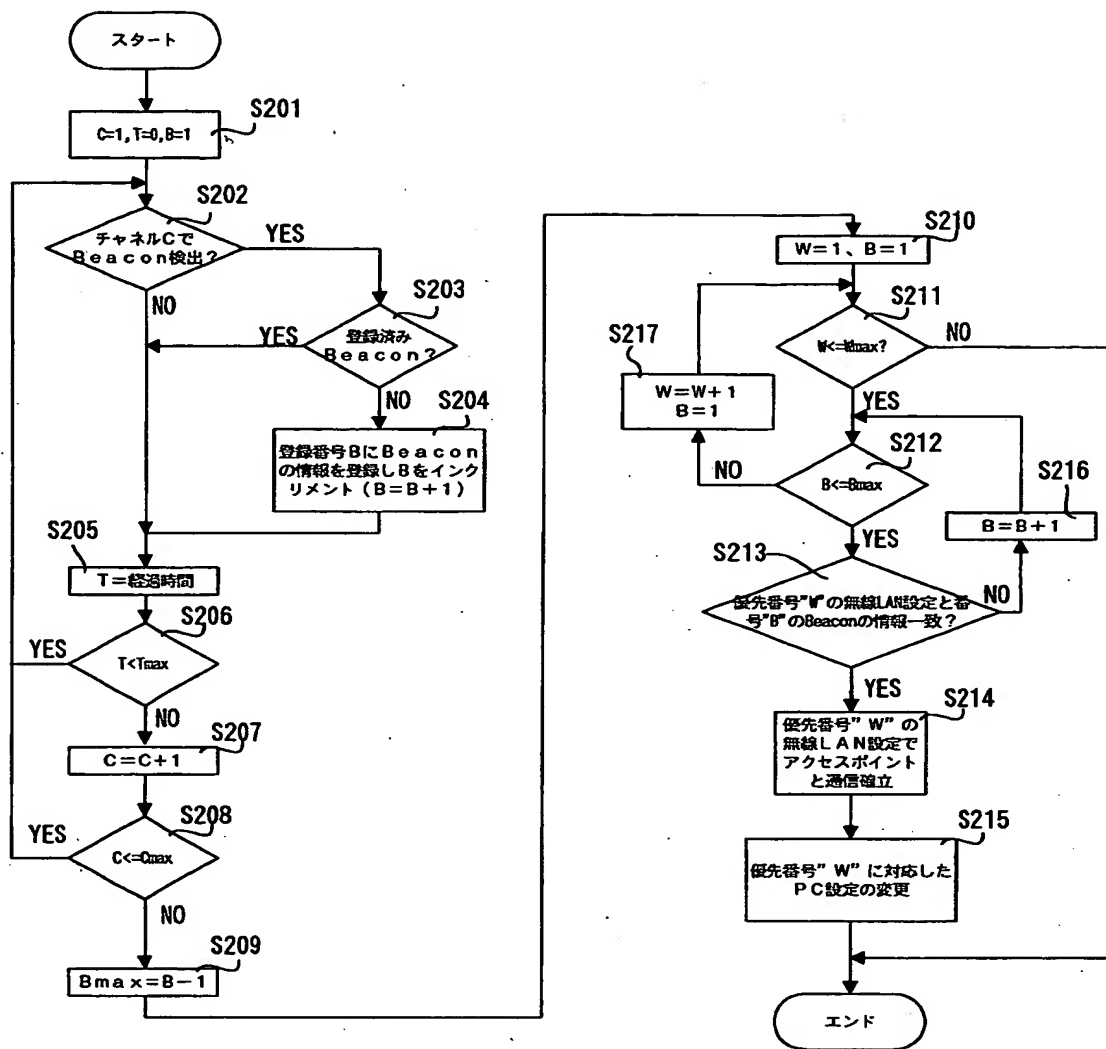 スタート
S201
C=1,T=0,B=1
S202
チャネルCで
Beacon検出?
YES
NO
S203
登録済み
Beacon?
YES
NO
S204
登録番号BにBeacon
の情報を登録しBをインク
リメント(B=B+1)
S205
T=経過時間
S206
T<Tmax
YES
NO
S207
C=C+1
S208
C<=Cmax
YES
NO
S209
Bmax=B-1
S210
W=1、B=1
S211
W<=Wmax?
NO
YES
S217
W=W+1
B=1
S212
B<=Bmax
NO
YES
S216
B=B+1
S213
優先番号"W"の無線LAN設定と番
号"B"のBeaconの情報一致?
NO
YES
S214
優先番号"W"の
無線LAN設定で
アクセスポイント
と通信確立
S215
優先番号"W"に対応した
PC設定の変更
エンド